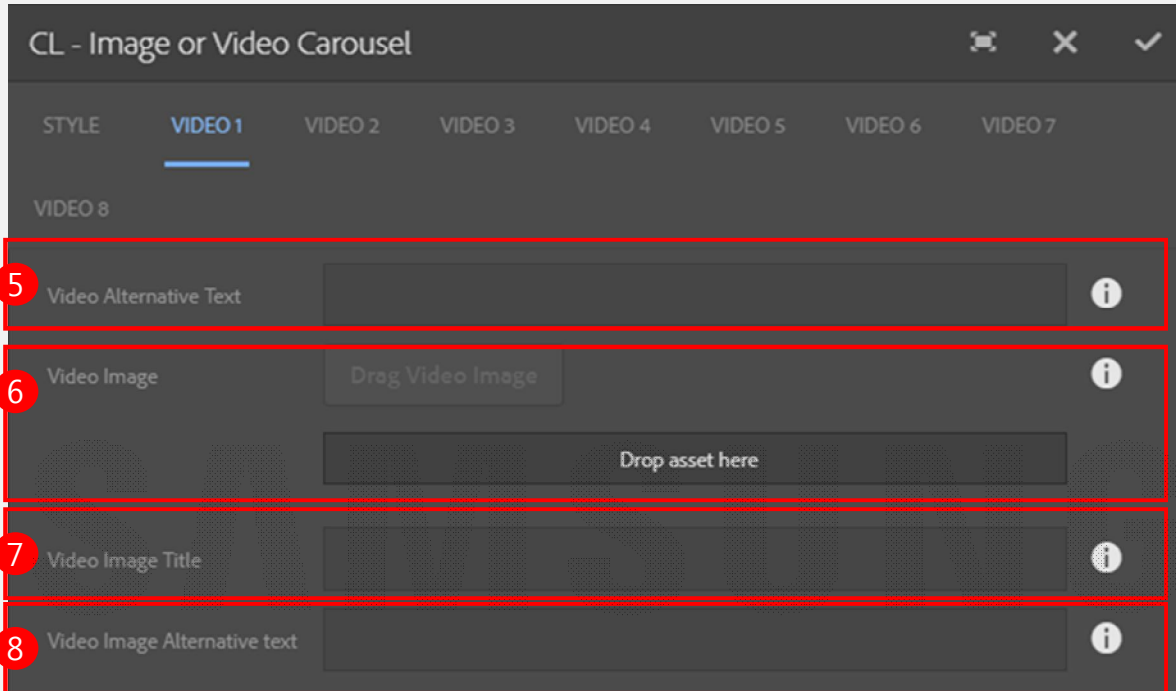 CL - Image or Video Carousel
STYLE VIDEO 1 VIDEO 2 VIDEO 3 VIDEO 4 VIDEO 5 VIDEO 6 VIDEO 7
VIDEO 8
5 Video Alternative Text
6 Video Image Drag Video Image
Drop asset here
SAMSUNG
7 Video Image Title
8 Video Image Alternative text